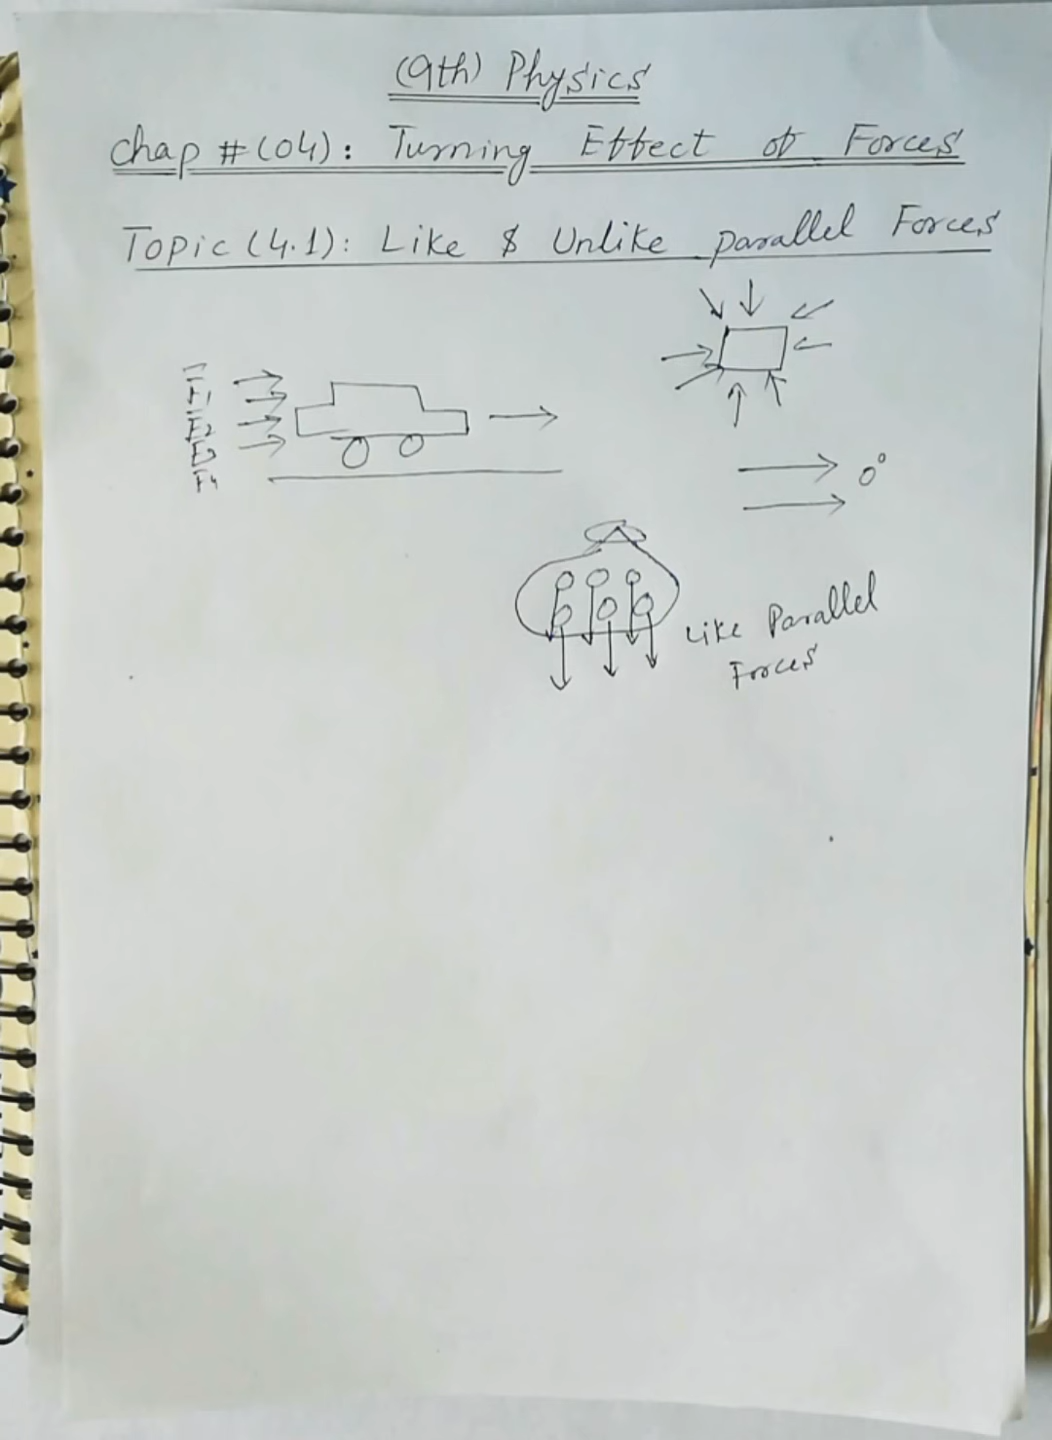 (9th) Physics
Chap # (04): Turning Effect of Forces
Topic (4.1): Like & Unlike parallel Forces
F1
F2
F3
F4
0°
Like Parallel
Forces